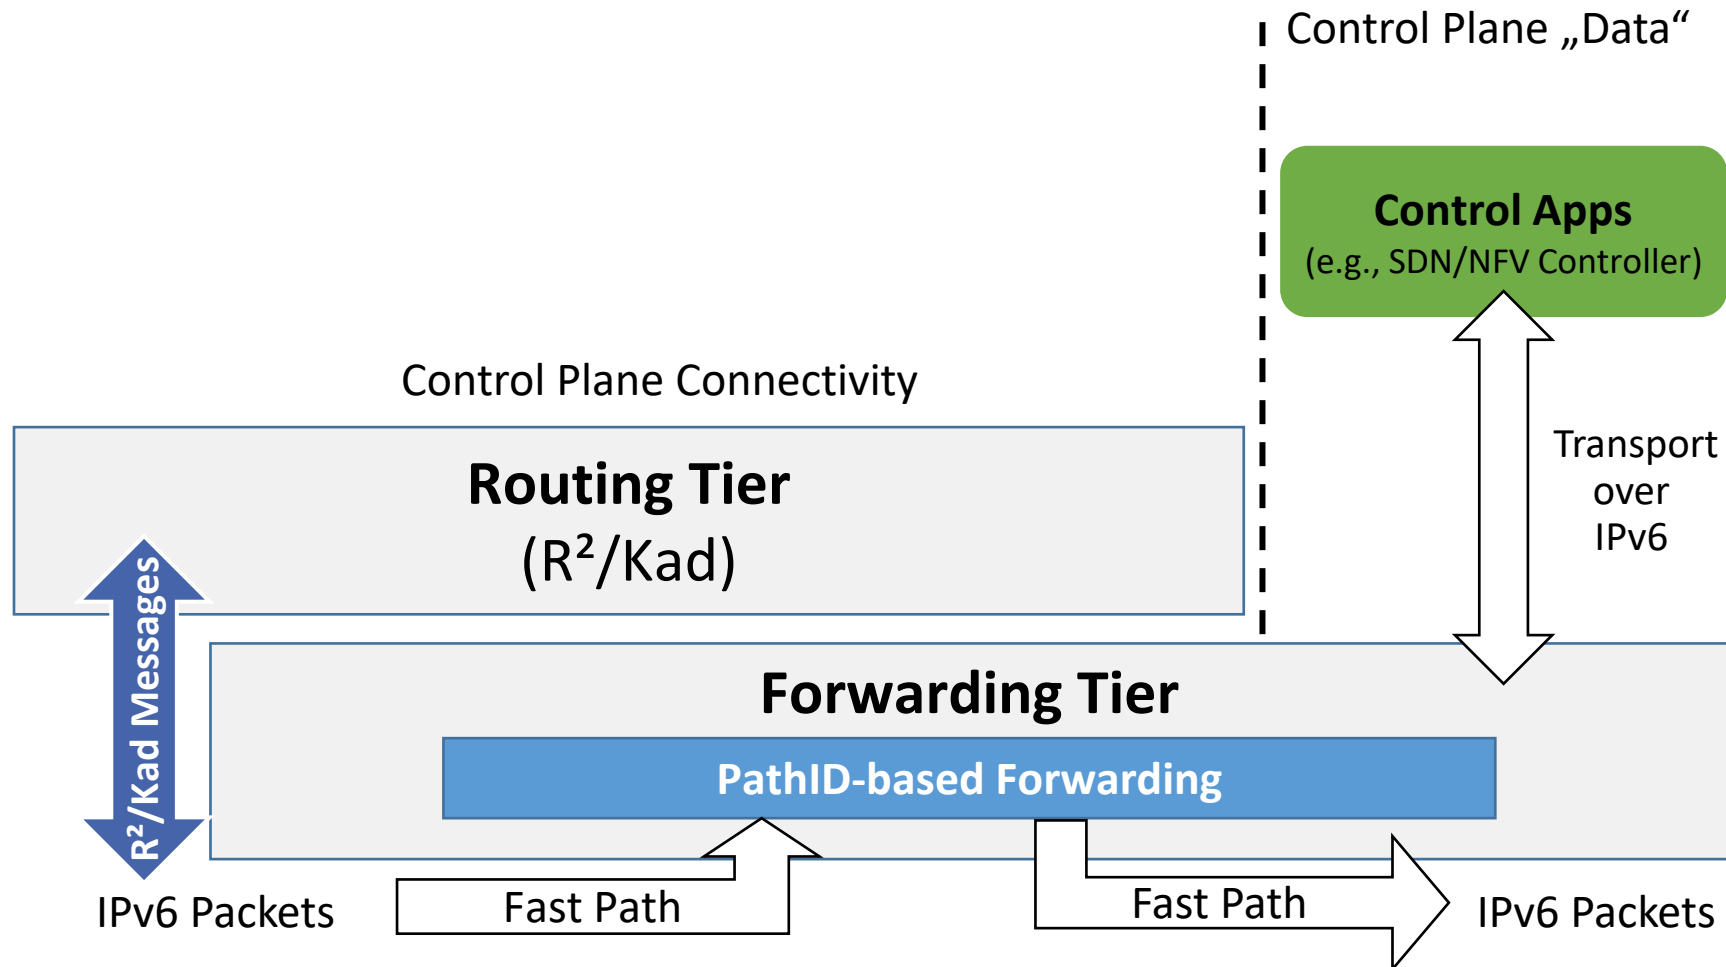 Control Plane „Data“
Control Apps
(e.g., SDN/NFV Controller)
Control Plane Connectivity
Routing Tier
(R²/Kad)
Transport
over
IPv6
R²/Kad Messages
Forwarding Tier
PathID-based Forwarding
IPv6 Packets
Fast Path
Fast Path
IPv6 Packets